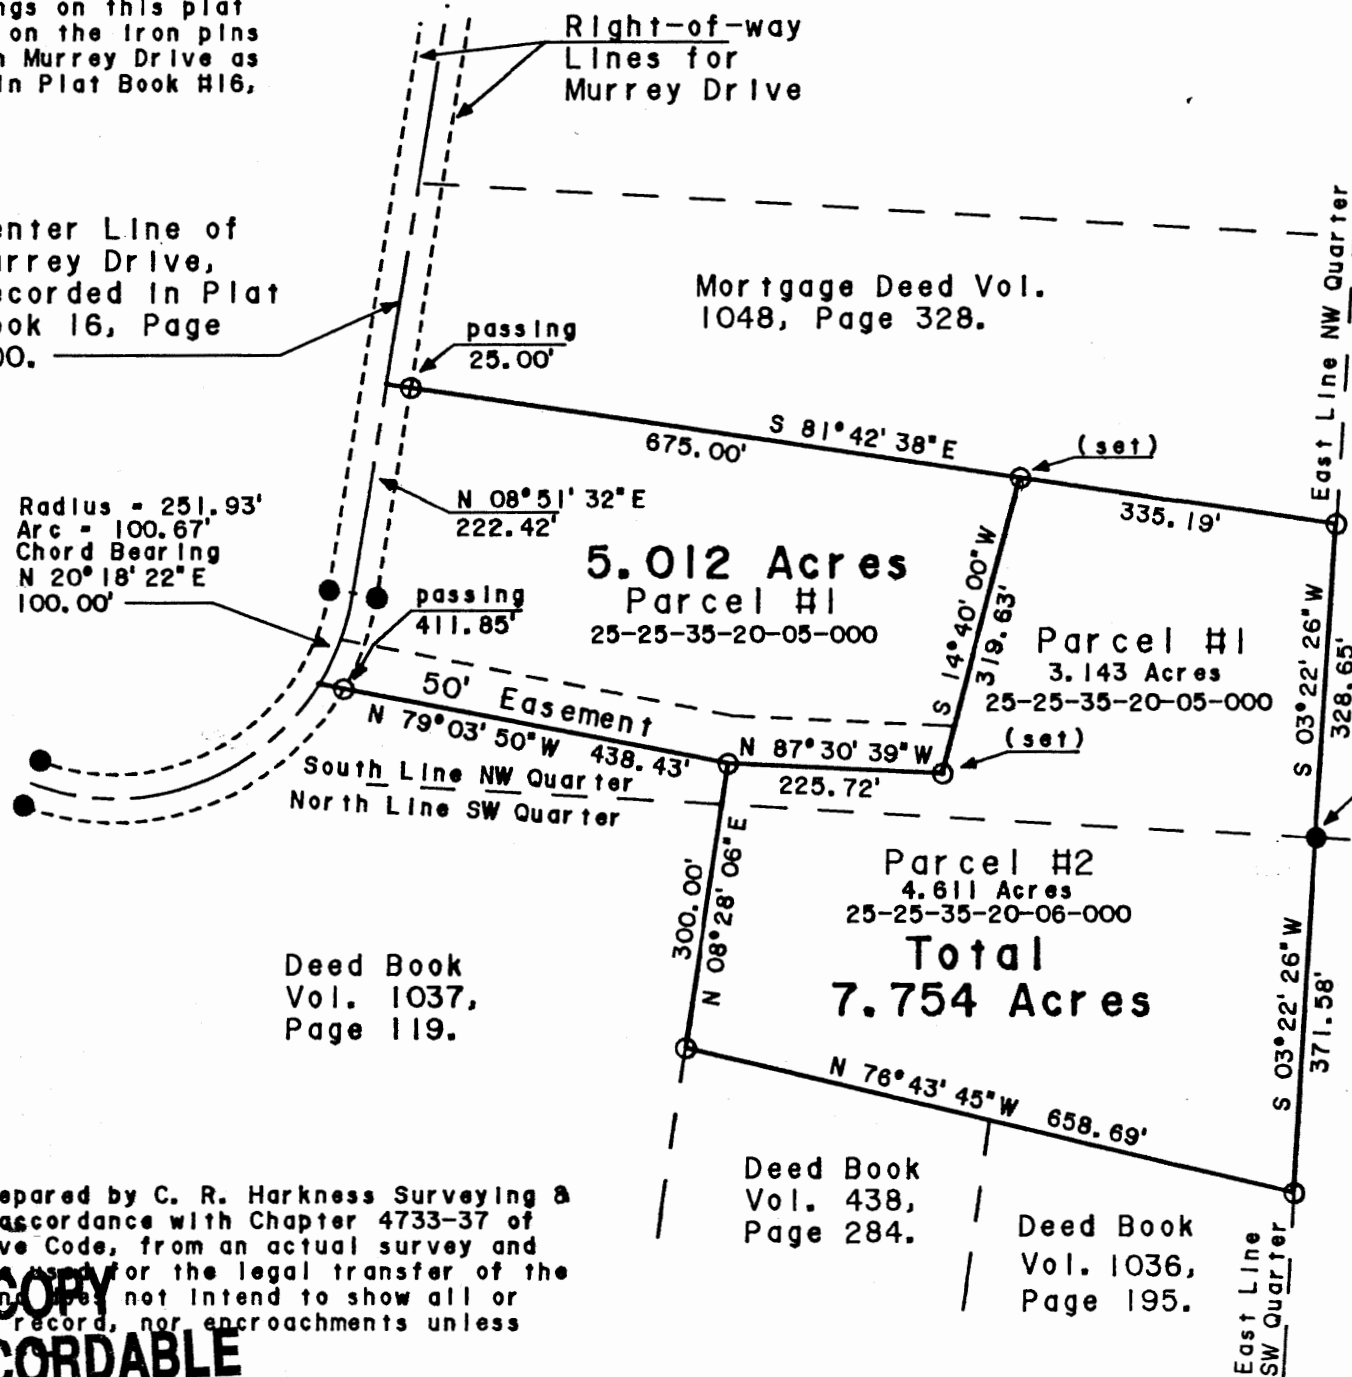 ngs on this plat
on the iron pins
Murrey Drive as
in Plat Book #16,
Right-of-way
Lines for
Murrey Drive
enter Line of
urrey Drive,
ecorded in Plat
ook 16, Page
00.
Mortgage Deed Vol.
1048, Page 328.
East Line NW Quarter
passing
25.00'
S 81°42'38"E
675.00'
(set)
335.19'
Radius = 251.93'
Arc = 100.67'
Chord Bearing
N 20°18'22"E
100.00'
N 08°51'32"E
222.42'
5.012 Acres
Parcel #1
25-25-35-20-05-000
passing
411.85'
S 14°40'00"W
319.63'
Parcel #1
3.143 Acres
25-25-35-20-05-000
S 03°22'26"W
328.65'
50' Easement
N 79°03'50"W 438.43'
N 87°30'39"W
225.72'
(set)
South Line NW Quarter
North Line SW Quarter
300.00'
N 08°28'06"E
Parcel #2
4.611 Acres
25-25-35-20-06-000
Total
7.754 Acres
S 03°22'26"W
371.58'
Deed Book
Vol. 1037,
Page 119.
N 76°43'45"W 658.69'
Deed Book
Vol. 438,
Page 284.
Deed Book
Vol. 1036,
Page 195.
East Line
SW Quarter
epared by C. R. Harkness Surveying &
accordance with Chapter 4733-37 of
ve Code, from an actual survey and
used for the legal transfer of the
not intend to show all or
record, nor encroachments unless
COPY
CORDABLE